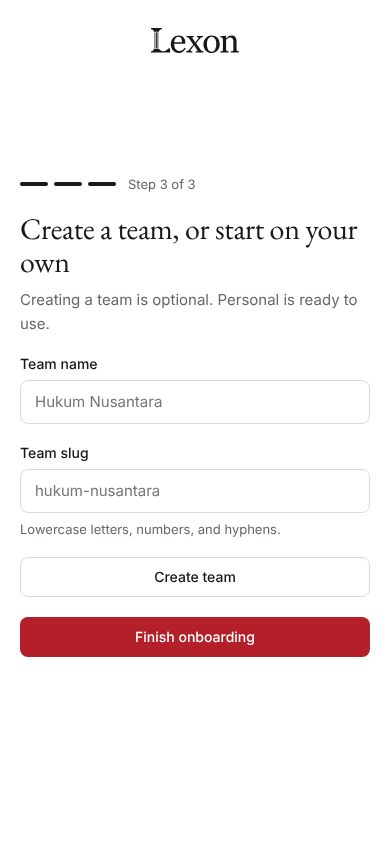 Lexon
Step 3 of 3
Create a team, or start on your
own
Creating a team is optional. Personal is ready to
use.
Team name
Hukum Nusantara
Team slug
hukum-nusantara
Lowercase letters, numbers, and hyphens.
Create team
Finish onboarding